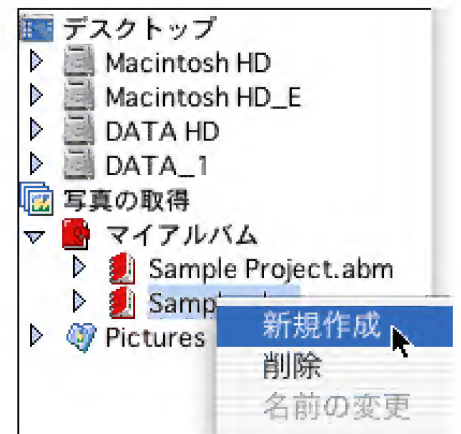 デスクトップ
Macintosh HD
Macintosh HD_E
DATA HD
DATA_1
写真の取得
マイアルバム
Sample Project.abm
Samp
Pictures
新規作成
削除
名前の変更